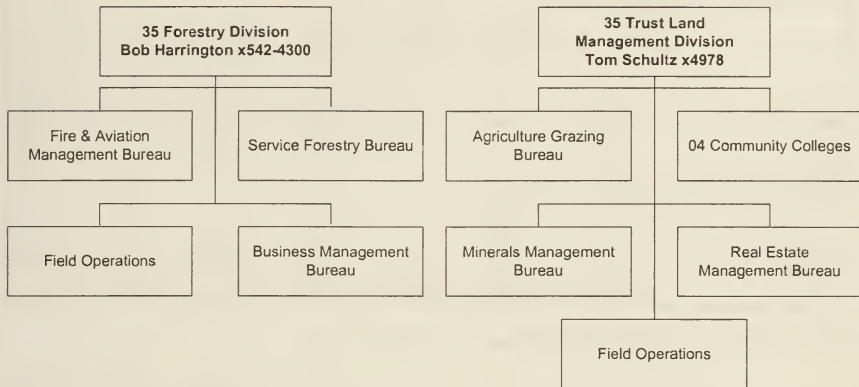 35 Forestry Division
Bob Harrington x542-4300
Fire & Aviation
Management Bureau
Service Forestry Bureau
Field Operations
Business Management
Bureau
35 Trust Land
Management Division
Tom Schultz x4978
Agriculture Grazing
Bureau
04 Community Colleges
Minerals Management
Bureau
Real Estate
Management Bureau
Field Operations